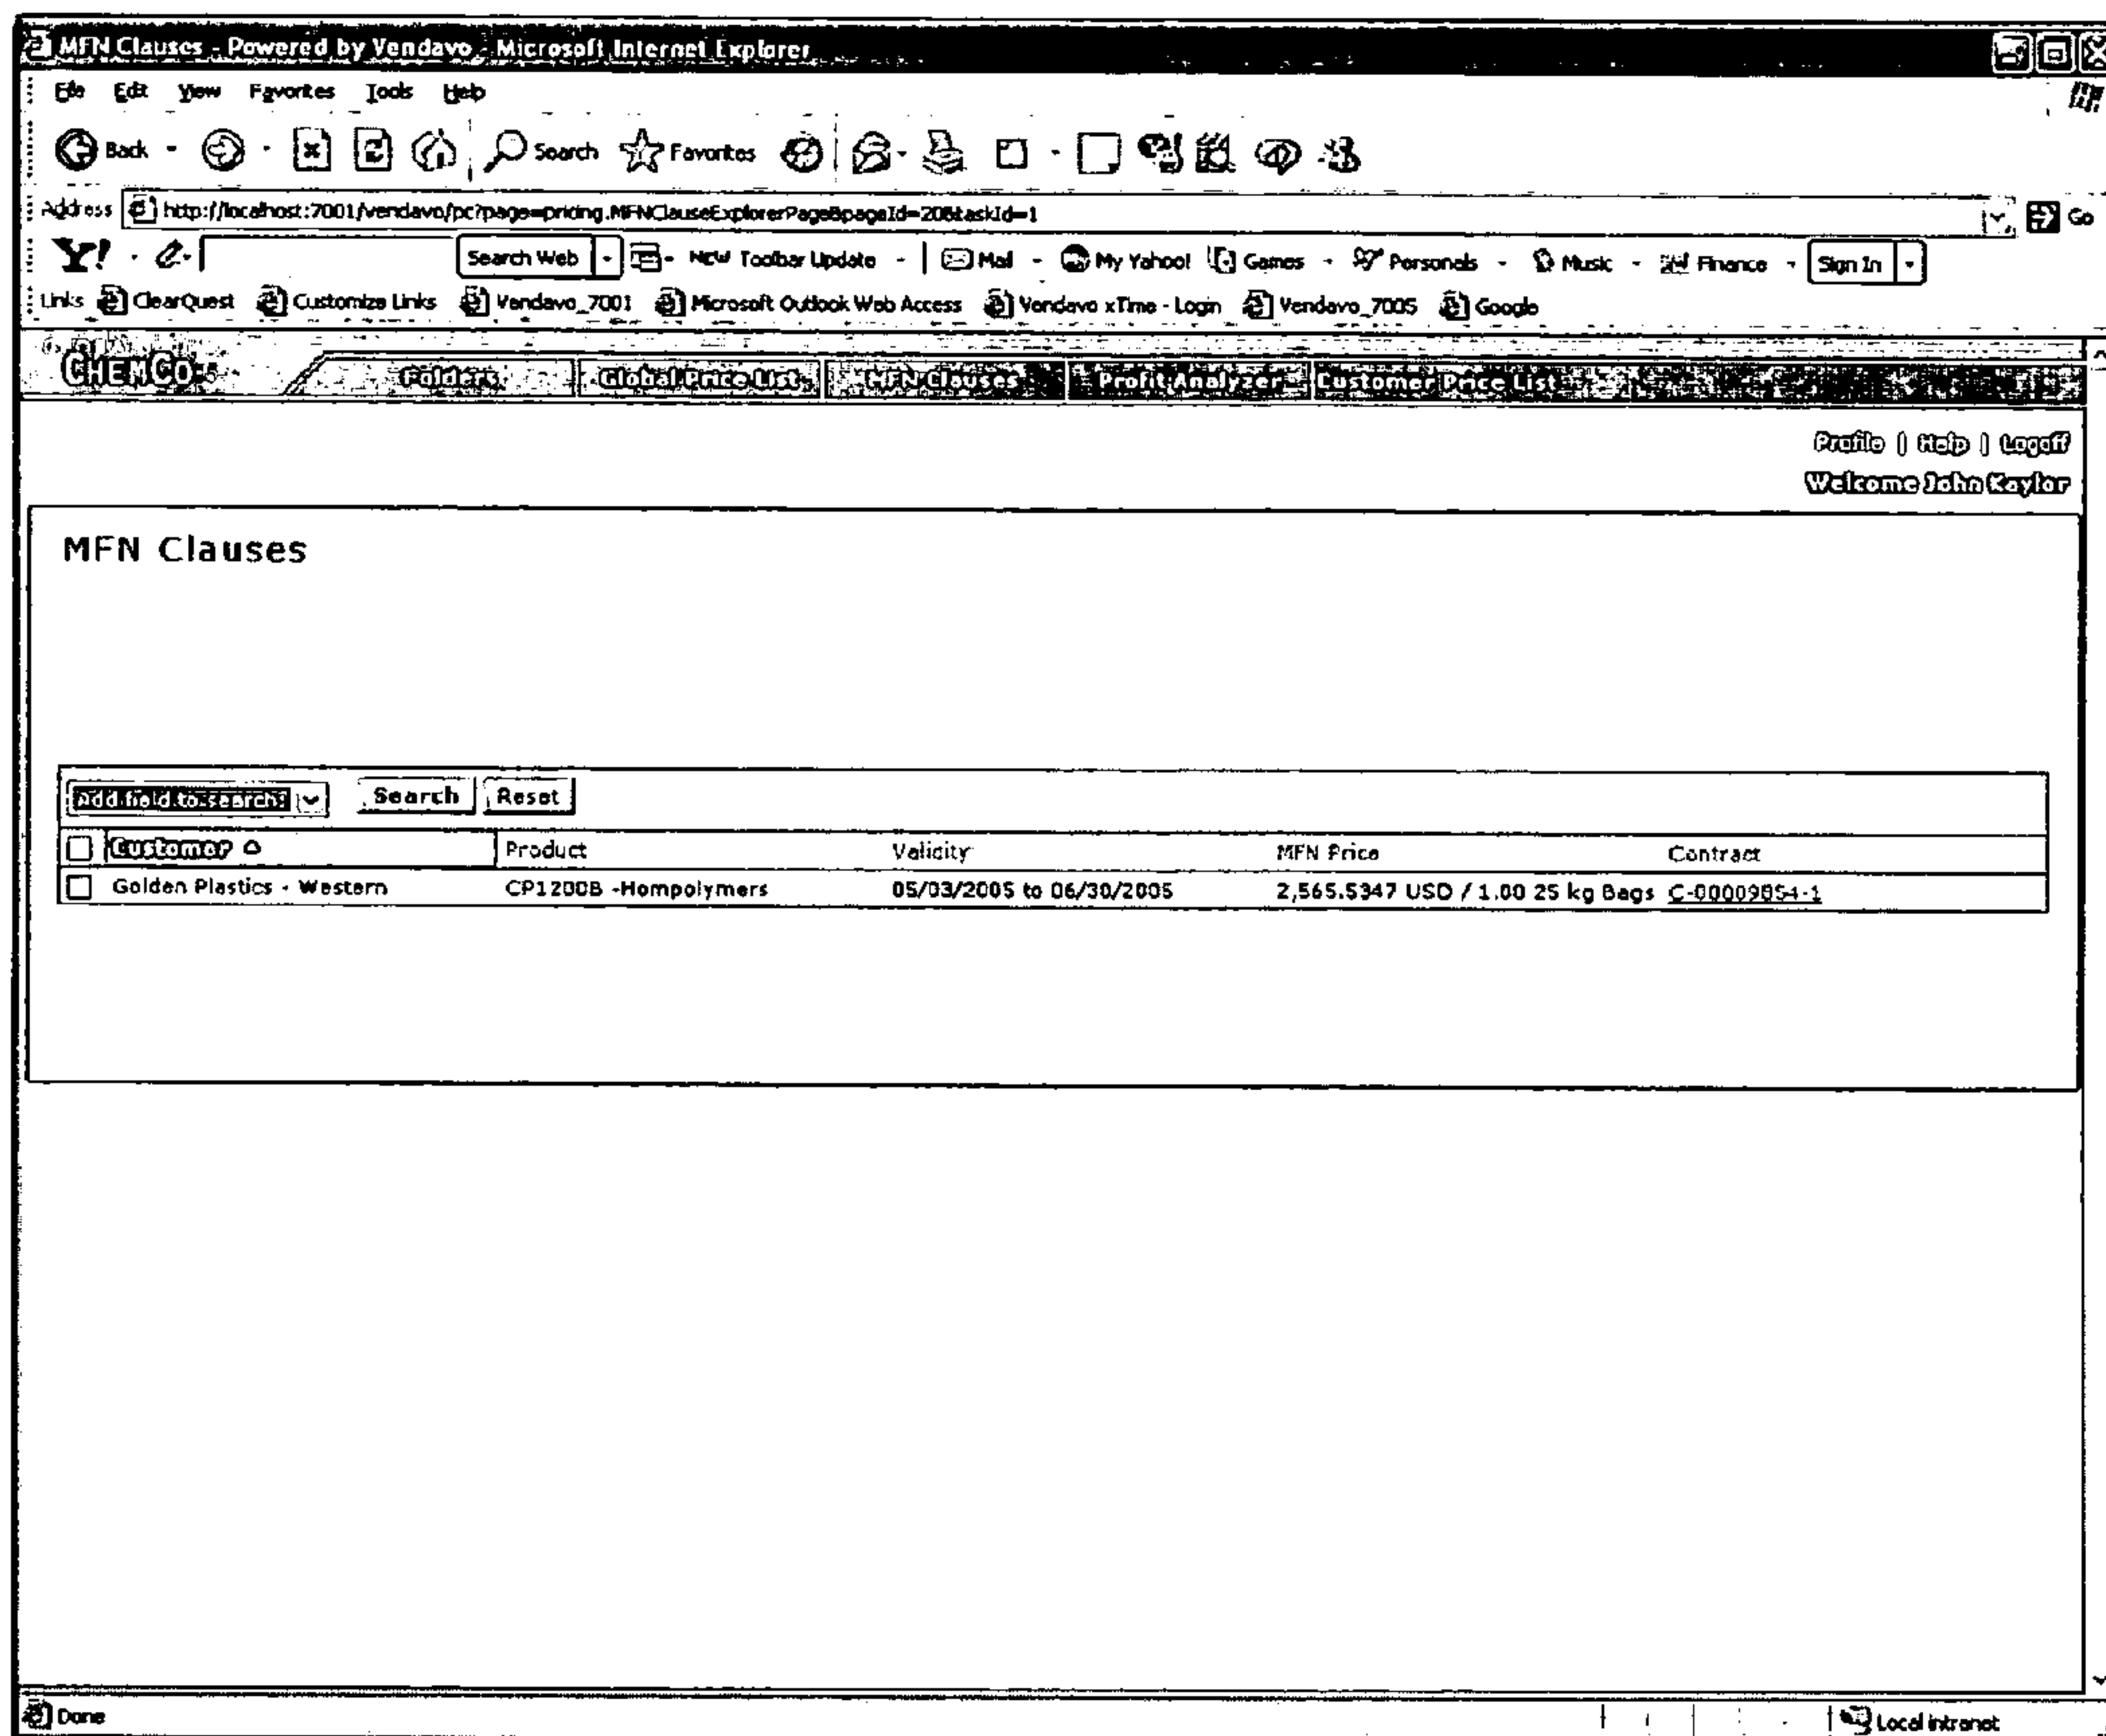 MFN Clauses - Powered by Vendavo - Microsoft Internet Explorer
File Edit View Favorites Tools Help
Back Search Favorites
Address http://localhost:7001/vendavo/pc?page=pricing.MFNClauseExplorerPage&pageId=20&taskId=1 Go
Y! Search Web NEW Toolbar Update Mail My Yahoo! Games Personals Music Finance Sign In
Links ClearQuest Customize Links Vendavo_7001 Microsoft Outlook Web Access Vendavo xTime - Login Vendavo_7005 Google
CHEMCO Folders Global Price List MFN Clauses Profit Analyzer Customer Price List
Profile | Help | Logoff
Welcome John Kaylor
MFN Clauses
Add field to search Search Reset
Customer Product Validity MFN Price Contract
Golden Plastics - Western CP1200B -Hompolymers 05/03/2005 to 06/30/2005 2,565.5347 USD / 1.00 25 kg Bags C-00009854-1
Done Local intranet